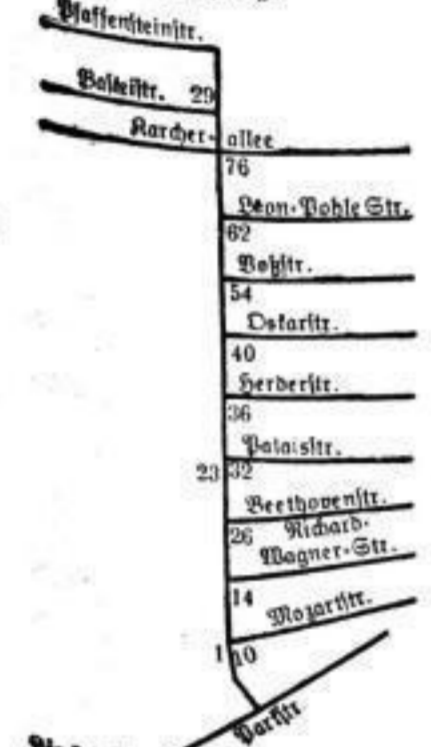 Pfaffensteinstr.
Basteistr. 29
Karcher-allee
76
Leon-Pohle Str.
62
Voßstr.
54
Oskarstr.
40
Herderstr.
36
Palaisstr.
23 32
Beethovenstr.
26 Richard-
Wagner-Str.
14
Mozartstr.
1 10
Parkstr